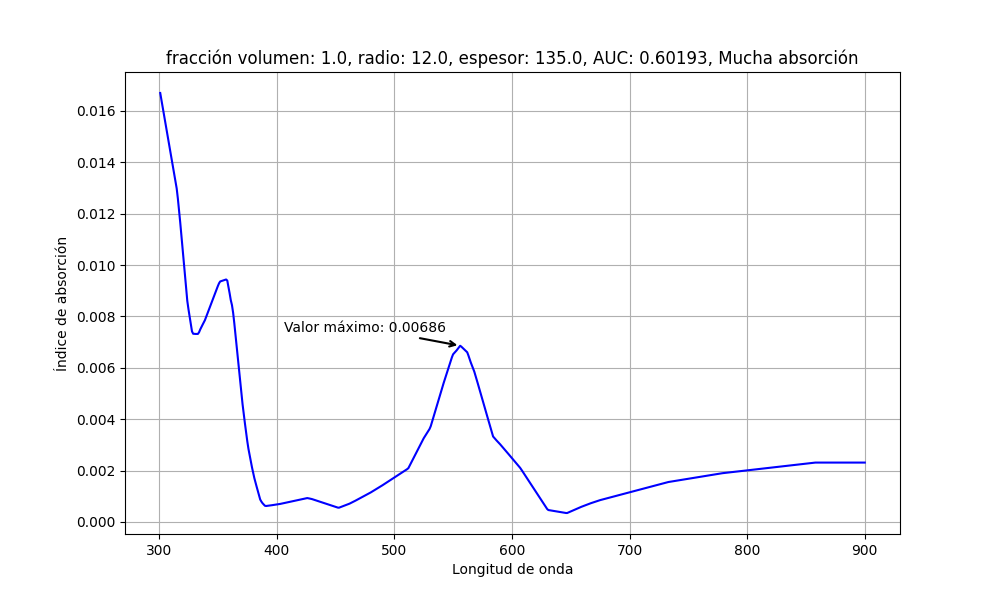 fracción volumen: 1.0, radio: 12.0, espesor: 135.0, AUC: 0.60193, Mucha absorción
Índice de absorción
0.016
0.014
0.012
0.010
0.008
0.006
0.004
0.002
0.000
Valor máximo: 0.00686
300 400 500 600 700 800 900
Longitud de onda